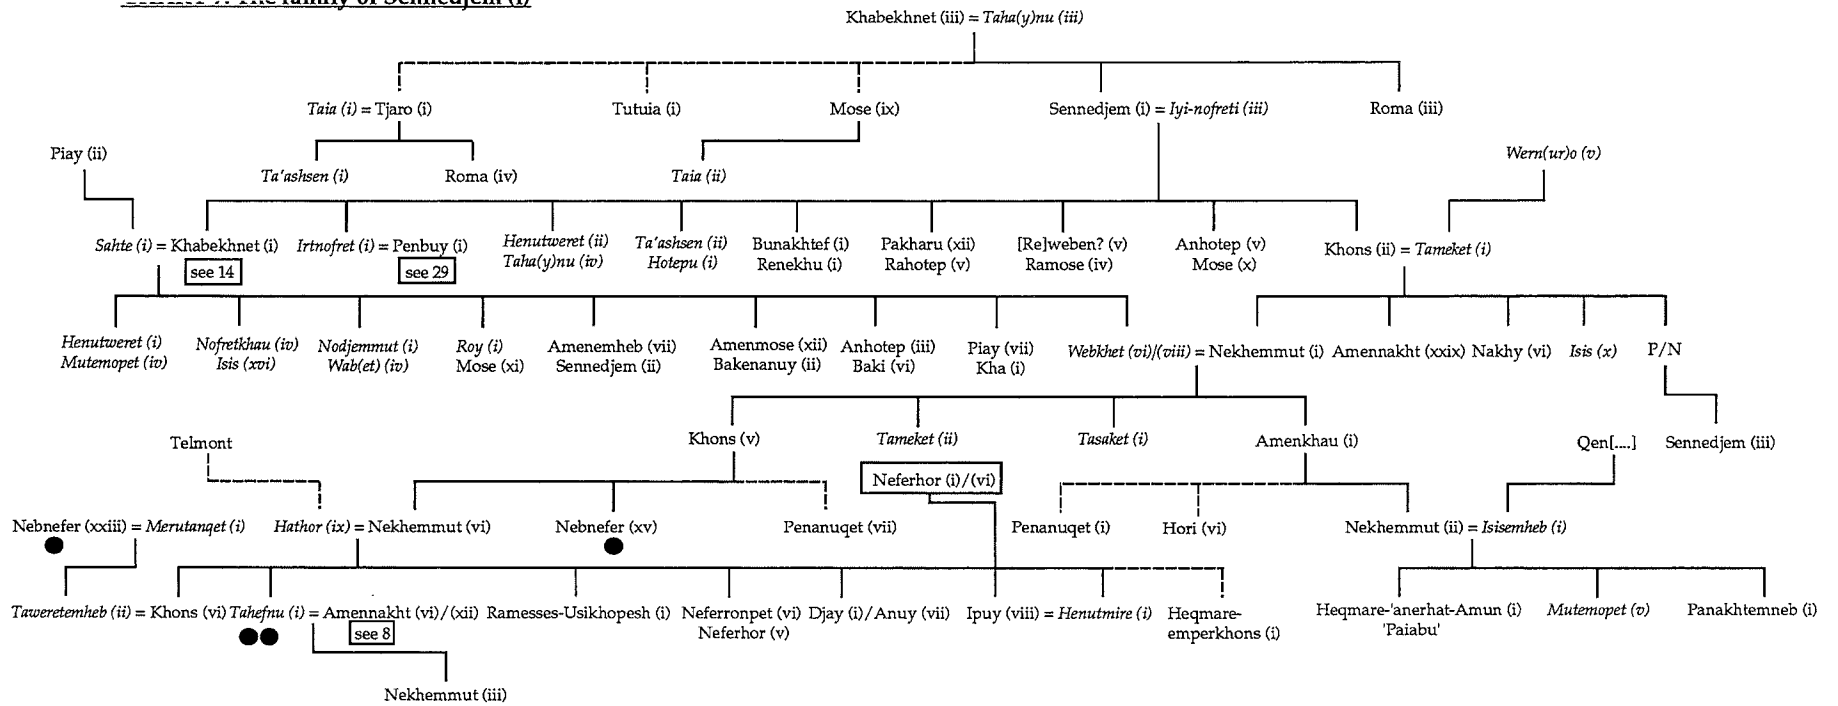 The family of Sennedjem (i)
Khabekhnet (iii) = Taha(y)nu (iii)
Taia (i) = Tjaro (i) Tutuia (i) Mose (ix) Sennedjem (i) = Iyi-nofreti (iii) Roma (iii)
Piay (ii) Wern(ur)o (v)
Ta'ashsen (i) Roma (iv) Taia (ii)
Sahte (i) = Khabekhnet (i) Irtnofret (i) = Penbuy (i) Henutweret (ii) Ta'ashsen (ii) Bunakhtef (i) Pakharu (xii) [Re]weben? (v) Anhotep (v) Khons (ii) = Tameket (i)
Taha(y)nu (iv) Hotepu (i) Renekhu (i) Rahotep (v) Ramose (iv) Mose (x)
see 14 see 29
Henutweret (i) Nofretkhau (iv) Nodjemmut (i) Roy (i) Amenemheb (vii) Amenmose (xii) Anhotep (iii) Piay (vii) Webkhet (vi)/(viii) = Nekhemmut (i) Amennakht (xxix) Nakhy (vi) Isis (x) P/N
Mutemopet (iv) Isis (xvi) Wab(et) (iv) Mose (xi) Sennedjem (ii) Bakenanuy (ii) Baki (vi) Kha (i)
Telmont Khons (v) Tameket (ii) Tasaket (i) Amenkhau (i) Qen[....] Sennedjem (iii)
Neferhor (i)/(vi)
Nebnefer (xxiii) = Merutanqet (i) Hathor (ix) = Nekhemmut (vi) Nebnefer (xv) Penanuqet (vii) Penanuqet (i) Hori (vi) Nekhemmut (ii) = Isisemheb (i)
Taweretemheb (ii) = Khons (vi) Tahefnu (i) = Amennakht (vi)/(xii) Ramesses-Usikhopesh (i) Neferronpet (vi) Djay (i)/Anuy (vii) Ipuy (viii) = Henutmire (i) Heqmare- Heqmare-'anerhat-Amun (i) Mutemopet (v) Panakhtemneb (i)
see 8 Neferhor (v) emperkhons (i) 'Paiabu'
Nekhemmut (iii)